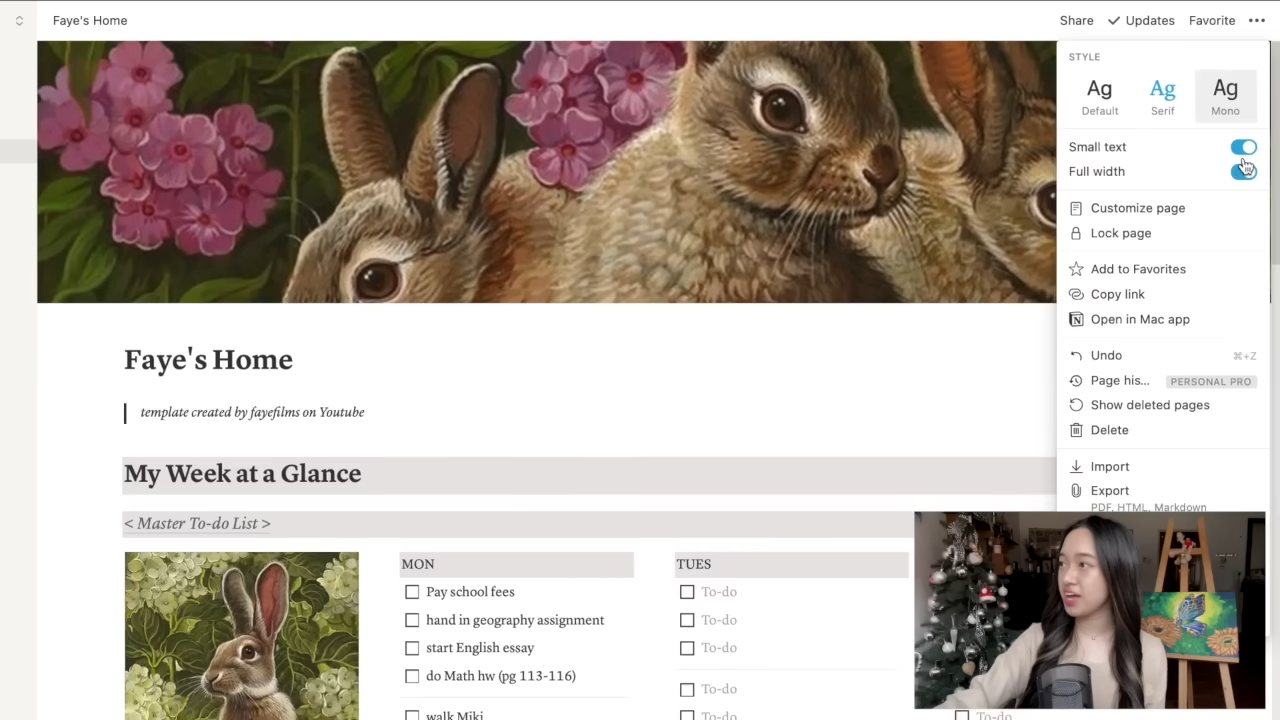 Faye's Home
Share
Updates
Favorite
STYLE
Ag Ag Ag
Default Serif Mono
Small text
Full width
Customize page
Lock page
Add to Favorites
Copy link
Open in Mac app
Undo ⌘+Z
Page his... PERSONAL PRO
Show deleted pages
Delete
Import
Export
PDF, HTML, Markdown
Faye's Home
template created by fayefilms on Youtube
My Week at a Glance
< Master To-do List >
MON
Pay school fees
hand in geography assignment
start English essay
do Math hw (pg 113-116)
walk Miki
TUES
To-do
To-do
To-do
To-do
To-do
To-do